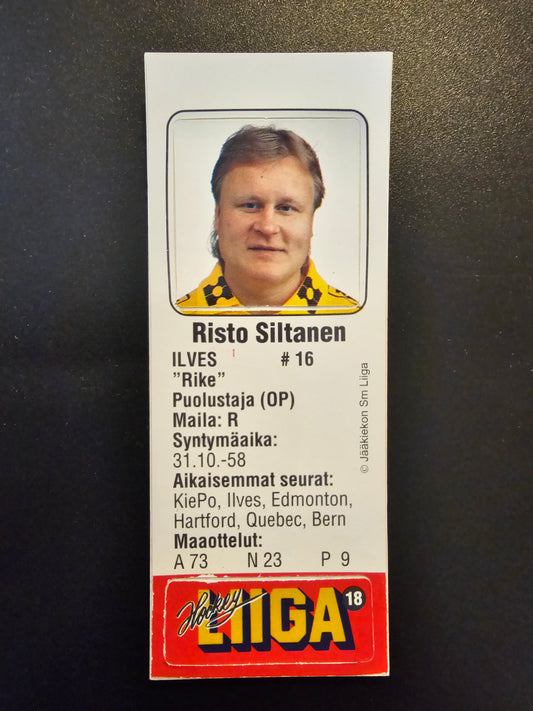 Risto Siltanen
ILVES # 16
"Rike"
Puolustaja (OP)
Maila: R
Syntymäaika:
31.10.-58
Aikaisemmat seurat:
KiePo, Ilves, Edmonton,
Hartford, Quebec, Bern
Maaottelut:
A 73 N 23 P 9
© Jääkiekon Sm Liiga
Hockey
LIIGA
18